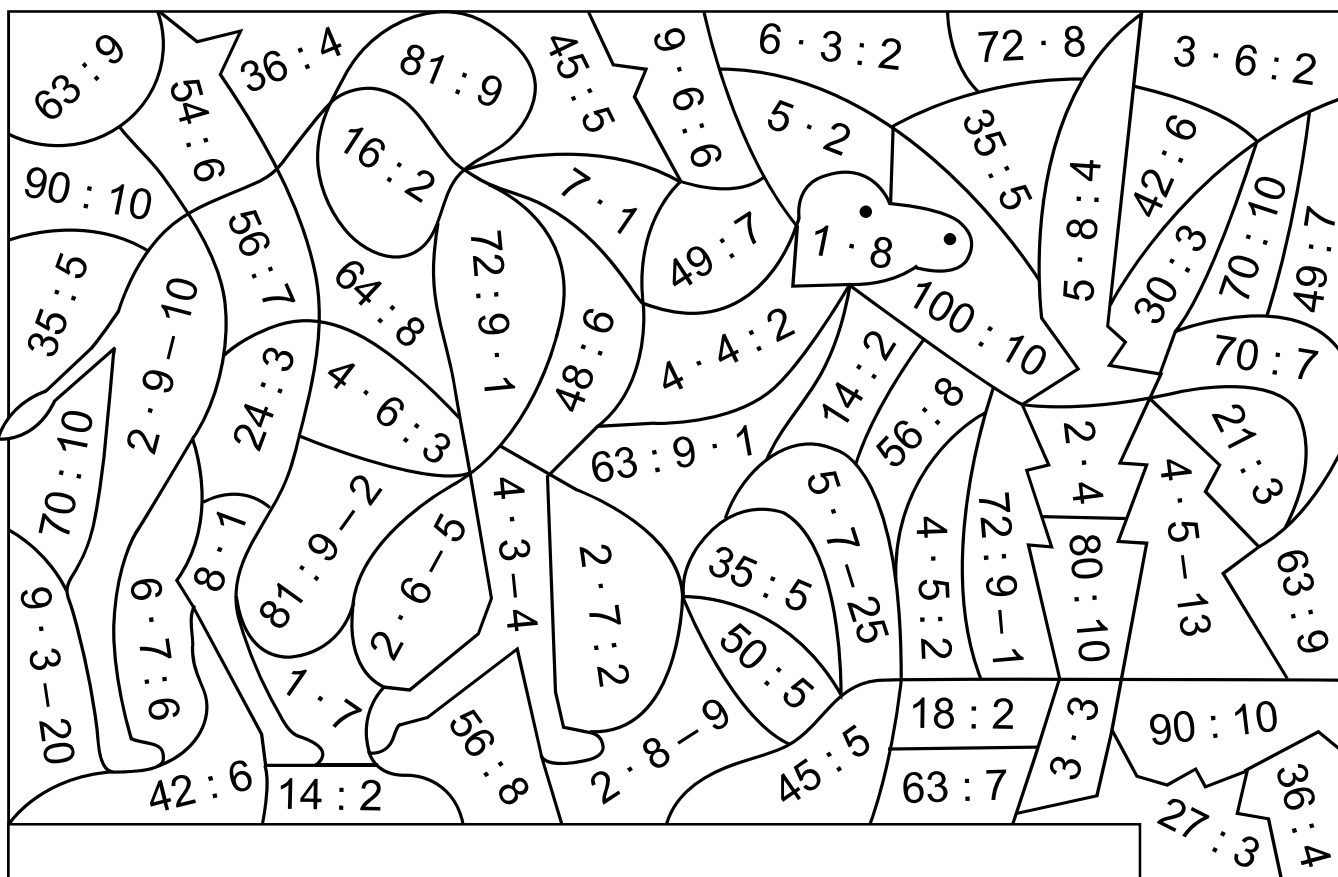 63 : 9
54 : 6
36 : 4
81 : 9
45 : 5
9 · 6 : 6
6 · 3 : 2
72 · 8
3 · 6 : 2
16 : 2
5 · 2
35 : 5
5 · 8 : 4
42 : 6
90 : 10
56 : 7
7 · 1
49 : 7
1 · 8
30 : 3
70 : 10
49 : 7
35 : 5
2 · 9 – 10
64 : 8
72 : 9 · 1
48 : 6
4 · 4 : 2
100 : 10
70 : 7
24 : 3
4 · 6 : 3
14 : 2
56 : 8
2 · 4
21 : 3
70 : 10
63 : 9 · 1
8 · 1
81 : 9 – 2
2 · 6 – 5
4 · 3 – 4
2 · 7 : 2
35 : 5
5 · 7 – 25
4 · 5 : 2
72 : 9 – 1
80 : 10
4 · 5 – 13
63 : 9
9 · 3 – 20
6 · 7 : 6
1 · 7
50 : 5
56 : 8
2 · 8 – 9
45 : 5
18 : 2
3 · 3
90 : 10
42 : 6
14 : 2
63 : 7
27 : 3
36 : 4